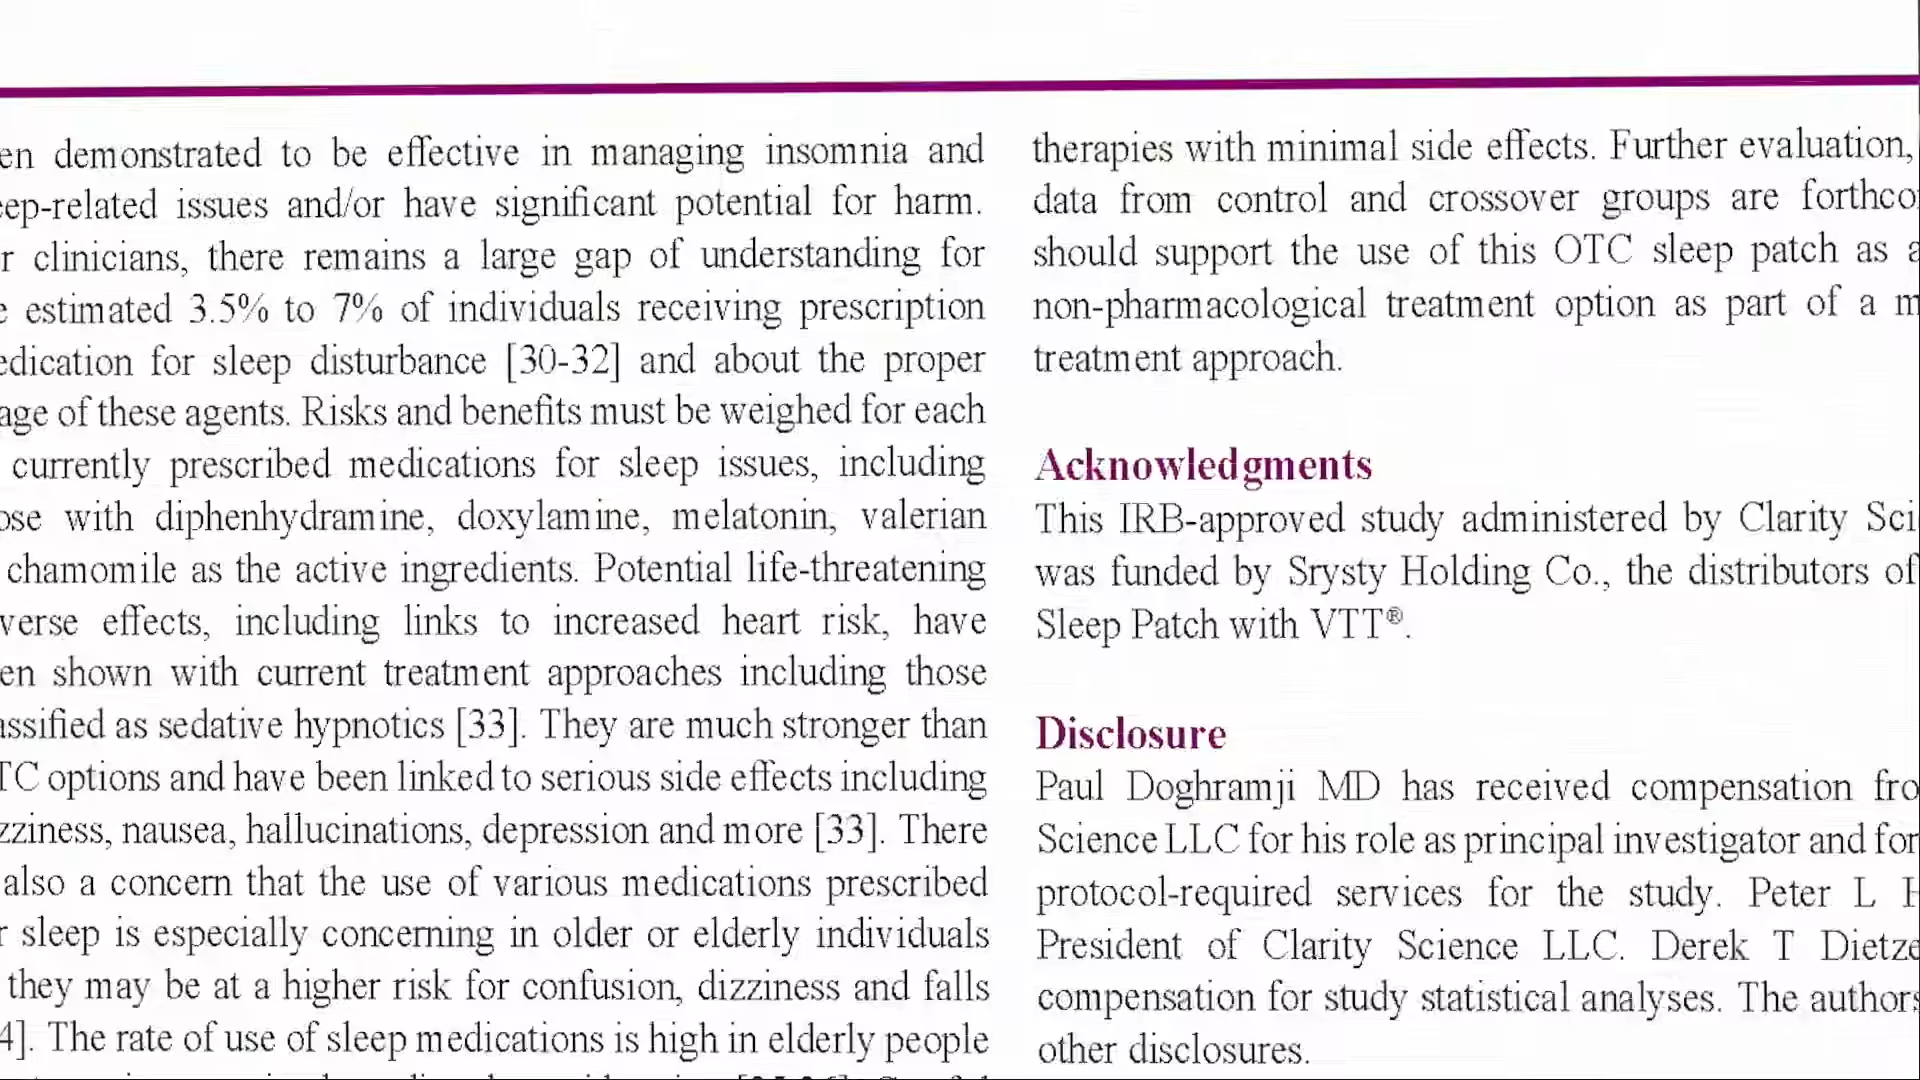 en demonstrated to be effective in managing insomnia and
eep-related issues and/or have significant potential for harm.
r clinicians, there remains a large gap of understanding for
e estimated 3.5% to 7% of individuals receiving prescription
edication for sleep disturbance [30-32] and about the proper
age of these agents. Risks and benefits must be weighed for each
currently prescribed medications for sleep issues, including
ose with diphenhydramine, doxylamine, melatonin, valerian
chamomile as the active ingredients. Potential life-threatening
verse effects, including links to increased heart risk, have
en shown with current treatment approaches including those
assified as sedative hypnotics [33]. They are much stronger than
TC options and have been linked to serious side effects including
zziness, nausea, hallucinations, depression and more [33]. There
also a concern that the use of various medications prescribed
r sleep is especially concerning in older or elderly individuals
they may be at a higher risk for confusion, dizziness and falls
4]. The rate of use of sleep medications is high in elderly people
therapies with minimal side effects. Further evaluation,
data from control and crossover groups are forthco
should support the use of this OTC sleep patch as a
non-pharmacological treatment option as part of a m
treatment approach.
Acknowledgments
This IRB-approved study administered by Clarity Sci
was funded by Srysty Holding Co., the distributors of
Sleep Patch with VTT®.
Disclosure
Paul Doghramji MD has received compensation fro
Science LLC for his role as principal investigator and for
protocol-required services for the study. Peter L H
President of Clarity Science LLC. Derek T Dietze
compensation for study statistical analyses. The authors
other disclosures.